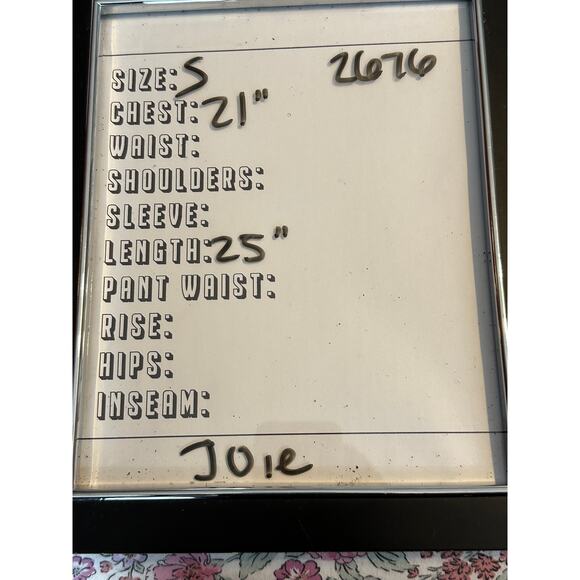 SIZE: S 2676
CHEST: 21"
WAIST:
SHOULDERS:
SLEEVE:
LENGTH: 25"
PANT WAIST:
RISE:
HIPS:
INSEAM:
Joie